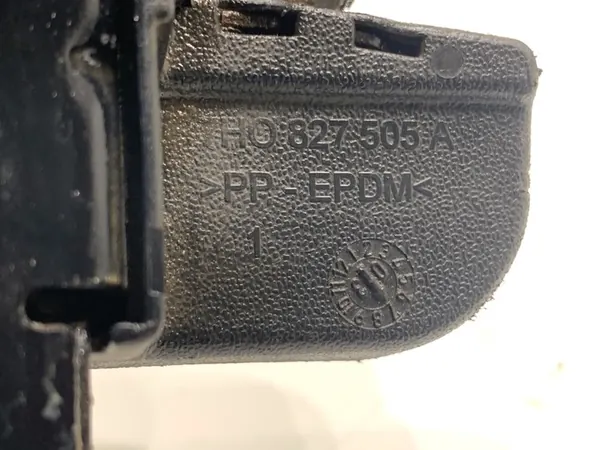 HO 827 505 A
>PP - EPDM<
1